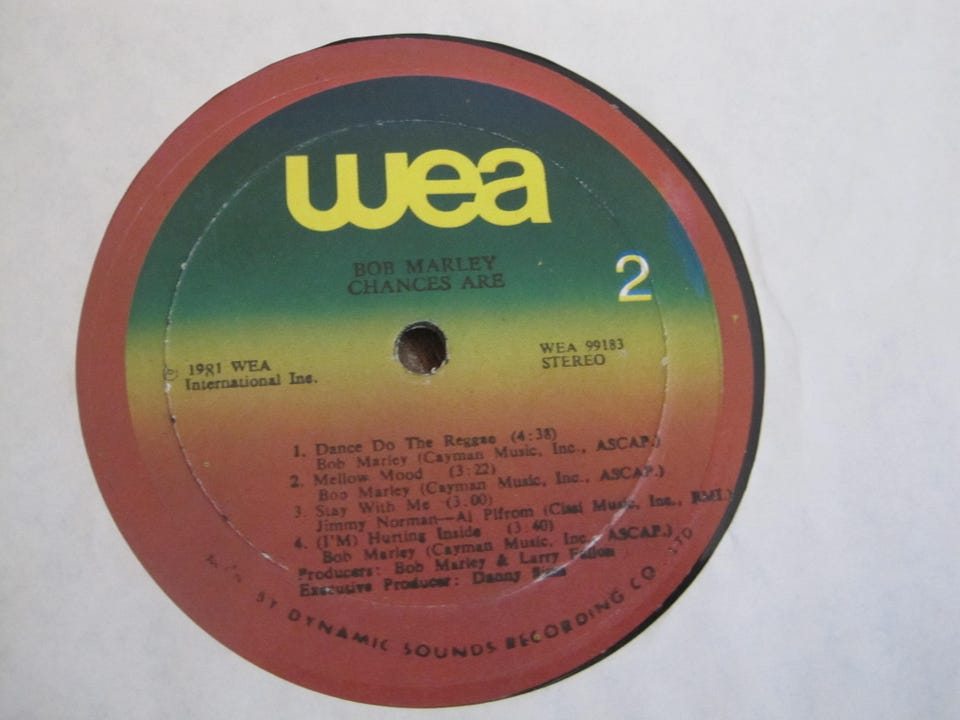 wea
BOB MARLEY
CHANCES ARE
2
℗ 1981 WEA
International Inc.
WEA 99183
STEREO
1. Dance Do The Reggae (4:38)
Bob Marley (Cayman Music, Inc., ASCAP.)
2. Mellow Mood (3:22)
Bob Marley (Cayman Music, Inc., ASCAP.)
3. Stay With Me (3:00)
Jimmy Norman—Al Pifrom (Music, Inc., BMI.)
4. (I'M) Hurting Inside (3:40)
Bob Marley (Cayman Music, Inc., ASCAP.)
Producers: Bob Marley & Larry Fallon
Executive Producer: Danny Sims
BY DYNAMIC SOUNDS RECORDING CO LTD